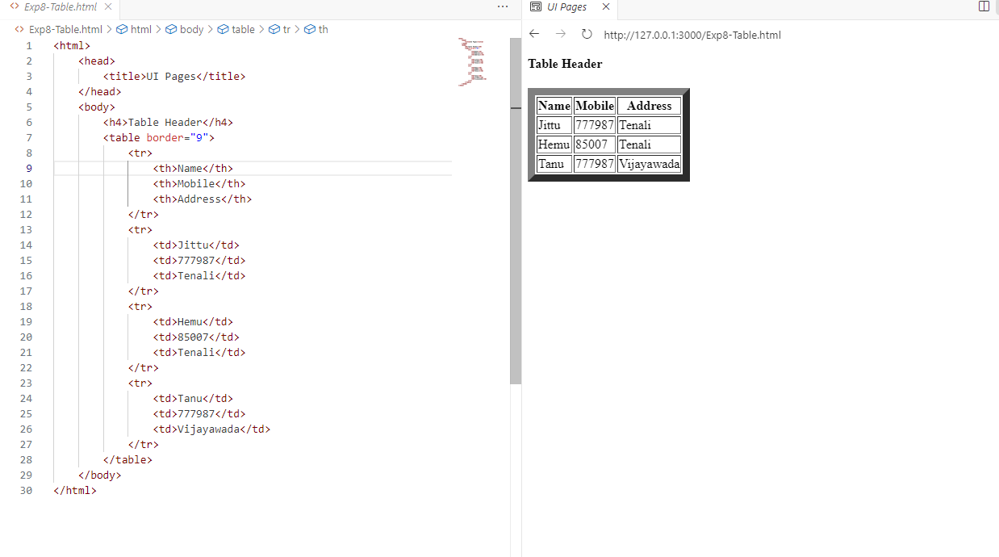 Exp8-Table.html
Exp8-Table.html > html > body > table > tr > th
1 <html>
2 <head>
3 <title>UI Pages</title>
4 </head>
5 <body>
6 <h4>Table Header</h4>
7 <table border="9">
8 <tr>
9 <th>Name</th>
10 <th>Mobile</th>
11 <th>Address</th>
12 </tr>
13 <tr>
14 <td>Jittu</td>
15 <td>777987</td>
16 <td>Tenali</td>
17 </tr>
18 <tr>
19 <td>Hemu</td>
20 <td>85007</td>
21 <td>Tenali</td>
22 </tr>
23 <tr>
24 <td>Tanu</td>
25 <td>777987</td>
26 <td>Vijayawada</td>
27 </tr>
28 </table>
29 </body>
30 </html>
UI Pages
http://127.0.0.1:3000/Exp8-Table.html
Table Header
Name Mobile Address
Jittu 777987 Tenali
Hemu 85007 Tenali
Tanu 777987 Vijayawada